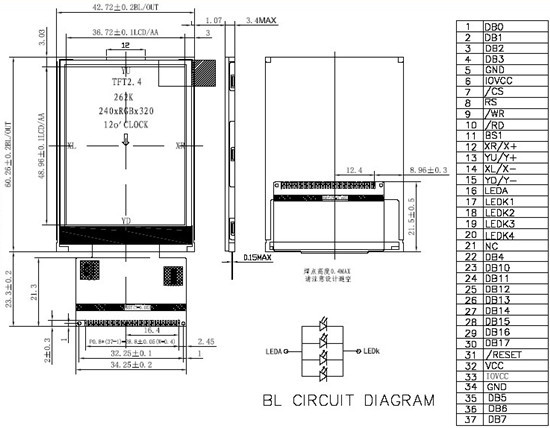 42.72±0.2BL/OUT
1.07
3.4MAX
36.72±0.1LCD/AA
3
3.03
12
YU
TFT2.4
262K
240xRGBx320
12o'CLOCK
XL
XR
YD
60.26±0.2BL/OUT
48.96±0.1LCD/AA
12.4
8.96±0.3
21.5±0.5
0.15MAX
焊点高度0.4MAX
请注意设计避空
23.3±0.2
21.3
16.4
P0.8*(37-1)=28.8±0.05(W=0.4)
2.45
2±0.3
1
32.25±0.1
1
34.25±0.2
LEDA
LEDk
BL CIRCUIT DIAGRAM
1 DB0
2 DB1
3 DB2
4 DB3
5 GND
6 IOVCC
7 /CS
8 RS
9 /WR
10 /RD
11 BS1
12 XR/X+
13 YU/Y+
14 XL/X-
15 YD/Y-
16 LEDA
17 LEDK1
18 LEDK2
19 LEDK3
20 LEDK4
21 NC
22 DB4
23 DB10
24 DB11
25 DB12
26 DB13
27 DB14
28 DB15
29 DB16
30 DB17
31 /RESET
32 VCC
33 IOVCC
34 GND
35 DB5
36 DB6
37 DB7